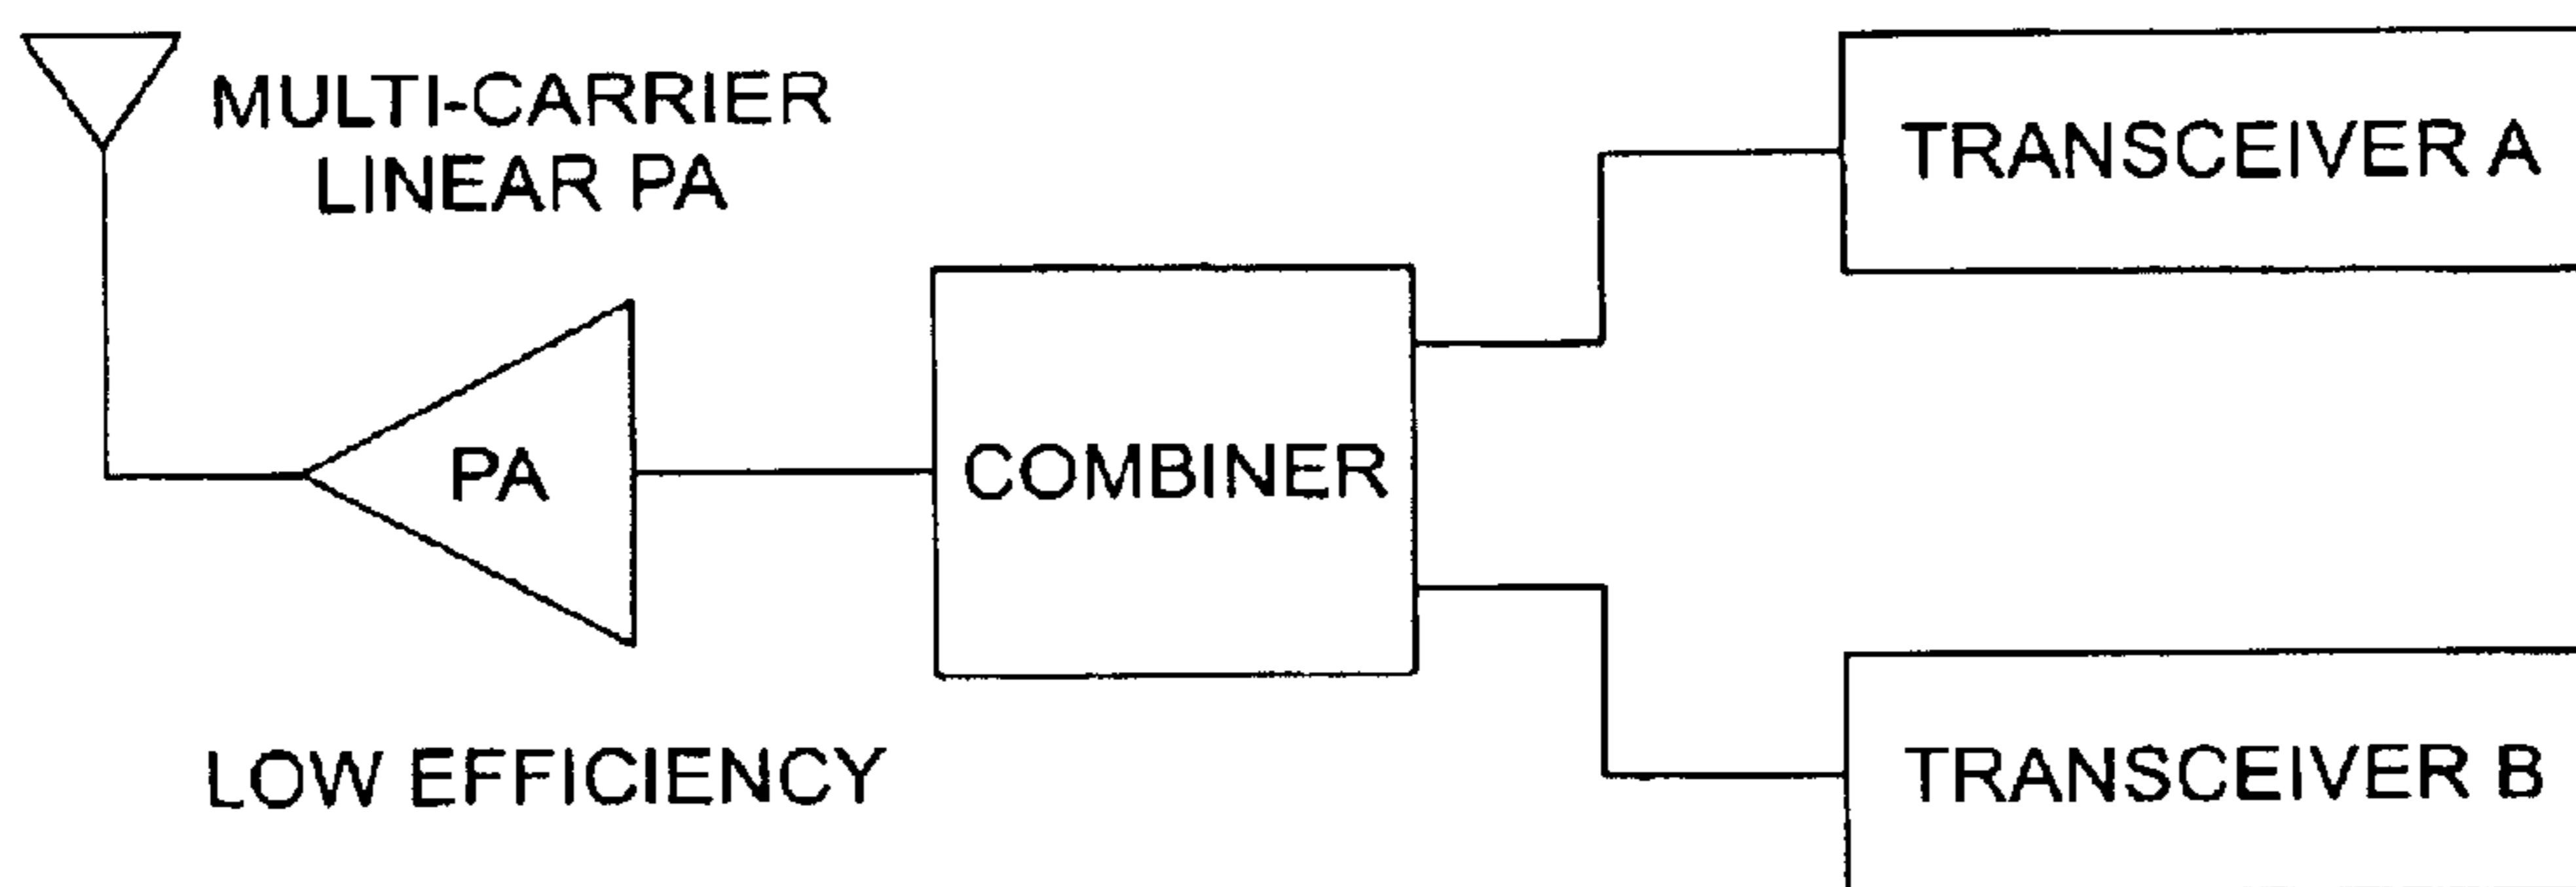 MULTI-CARRIER
LINEAR PA
TRANSCEIVER A
PA
COMBINER
LOW EFFICIENCY
TRANSCEIVER B